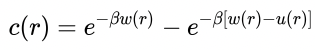 c(r) = e^{-βw(r)} − e^{-β[w(r)−u(r)]}